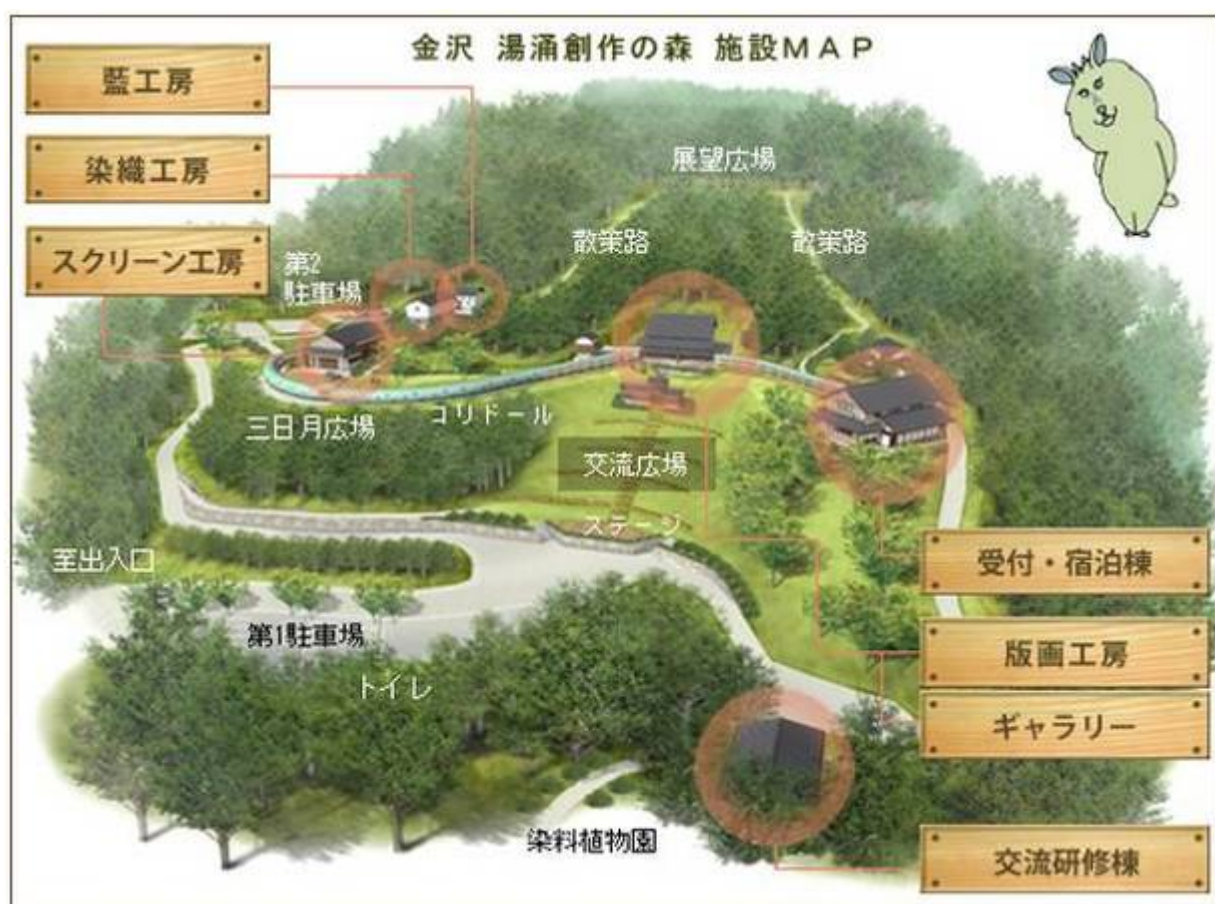 金沢 湯涌創作の森 施設MAP
藍工房
染織工房
スクリーン工房
展望広場
散策路
散策路
第2
駐車場
三日月広場
コリドール
交流広場
ステージ
至出入口
受付・宿泊棟
第1駐車場
版画工房
トイレ
ギャラリー
染料植物園
交流研修棟